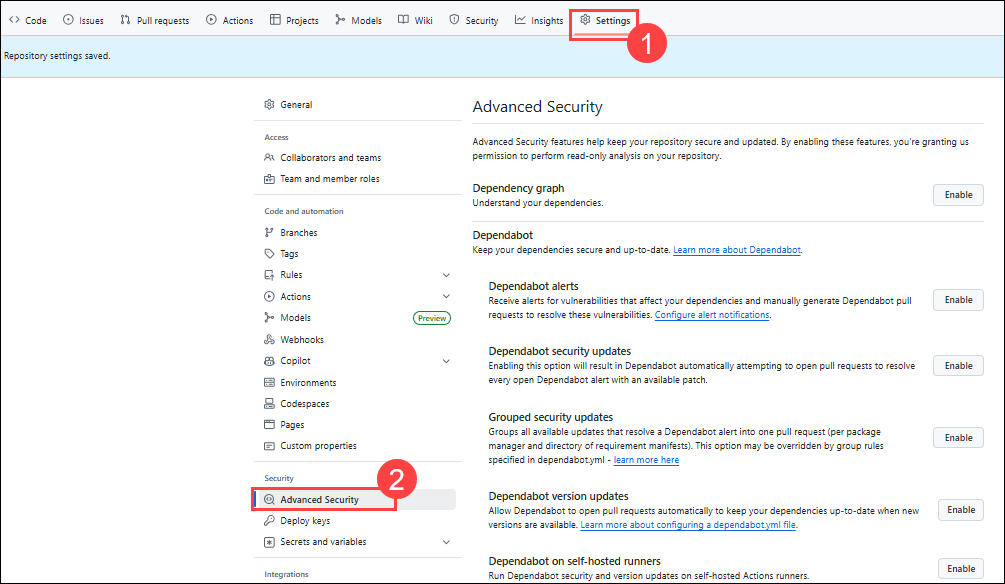 Code Issues Pull requests Actions Projects Models Wiki Security Insights Settings
1
Repository settings saved.
General
Access
Collaborators and teams
Team and member roles
Code and automation
Branches
Tags
Rules
Actions
Models Preview
Webhooks
Copilot
Environments
Codespaces
Pages
Custom properties
Security
2
Advanced Security
Deploy keys
Secrets and variables
Integrations
Advanced Security
Advanced Security features help keep your repository secure and updated. By enabling these features, you're granting us
permission to perform read-only analysis on your repository.
Dependency graph
Understand your dependencies.
Enable
Dependabot
Keep your dependencies secure and up-to-date. Learn more about Dependabot.
Dependabot alerts
Receive alerts for vulnerabilities that affect your dependencies and manually generate Dependabot pull
requests to resolve these vulnerabilities. Configure alert notifications.
Enable
Dependabot security updates
Enabling this option will result in Dependabot automatically attempting to open pull requests to resolve
every open Dependabot alert with an available patch.
Enable
Grouped security updates
Groups all available updates that resolve a Dependabot alert into one pull request (per package
manager and directory of requirement manifests). This option may be overridden by group rules
specified in dependabot.yml - learn more here
Enable
Dependabot version updates
Allow Dependabot to open pull requests automatically to keep your dependencies up-to-date when new
versions are available. Learn more about configuring a dependabot.yml file.
Enable
Dependabot on self-hosted runners
Run Dependabot security and version updates on self-hosted Actions runners.
Enable